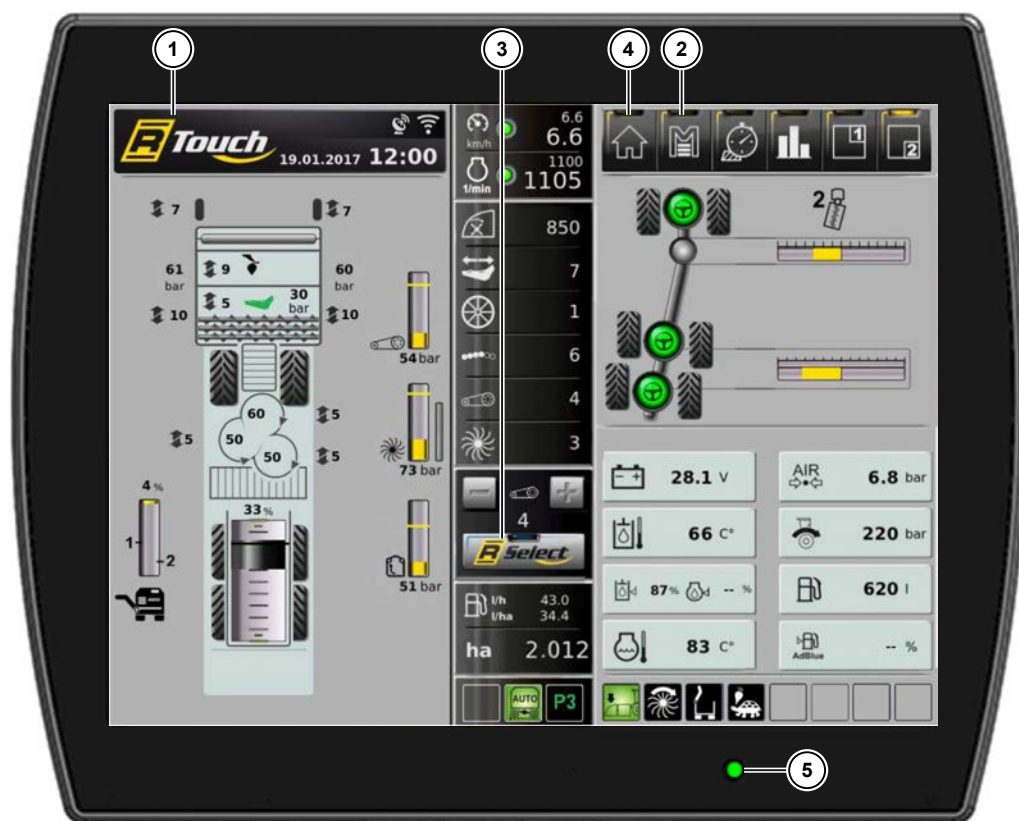 1
3
4
2
R Touch
19.01.2017 12:00
7
7
61
bar
9
60
bar
5
30
bar
10
10
54 bar
60
5
50
5
50
5
73 bar
4 %
33 %
1
2
51 bar
km/h
6.6
6.6
1/min
1100
1105
850
7
1
6
4
3
4
R Select
l/h 43.0
l/ha 34.4
ha 2.012
AUTO
P3
1
2
2
28.1 V
AIR
6.8 bar
66 C°
220 bar
87 % -- %
620 l
83 C°
AdBlue
-- %
5